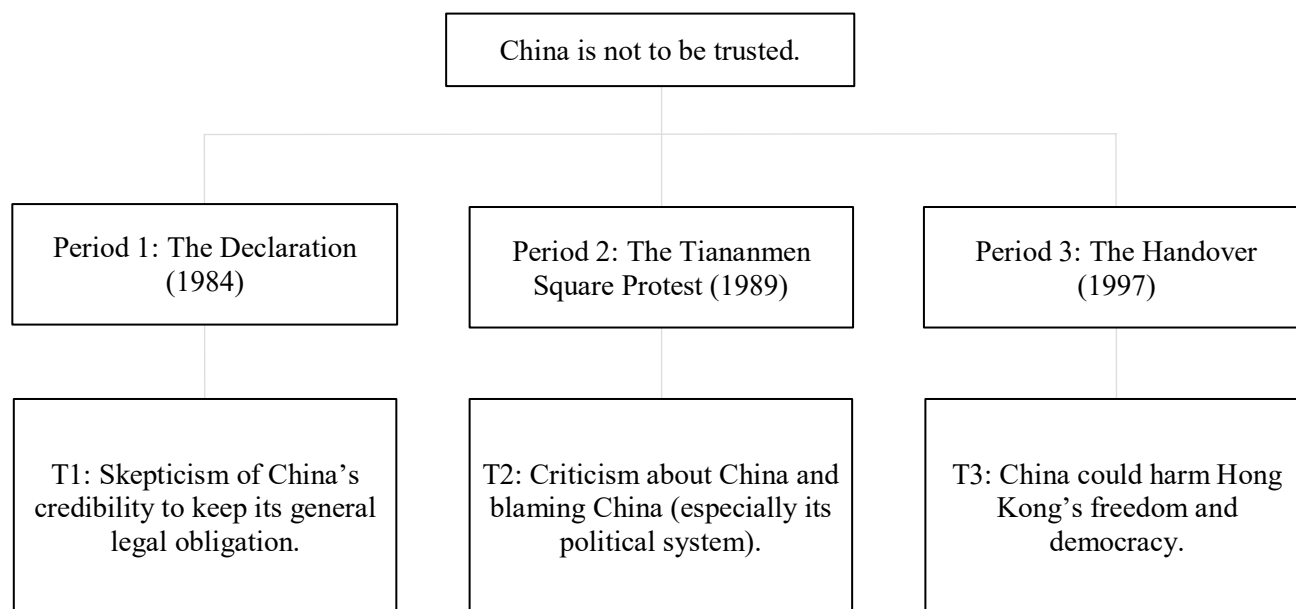 China is not to be trusted.
Period 1: The Declaration
(1984)
Period 2: The Tiananmen
Square Protest (1989)
Period 3: The Handover
(1997)
T1: Skepticism of China’s
credibility to keep its general
legal obligation.
T2: Criticism about China and
blaming China (especially its
political system).
T3: China could harm Hong
Kong’s freedom and
democracy.